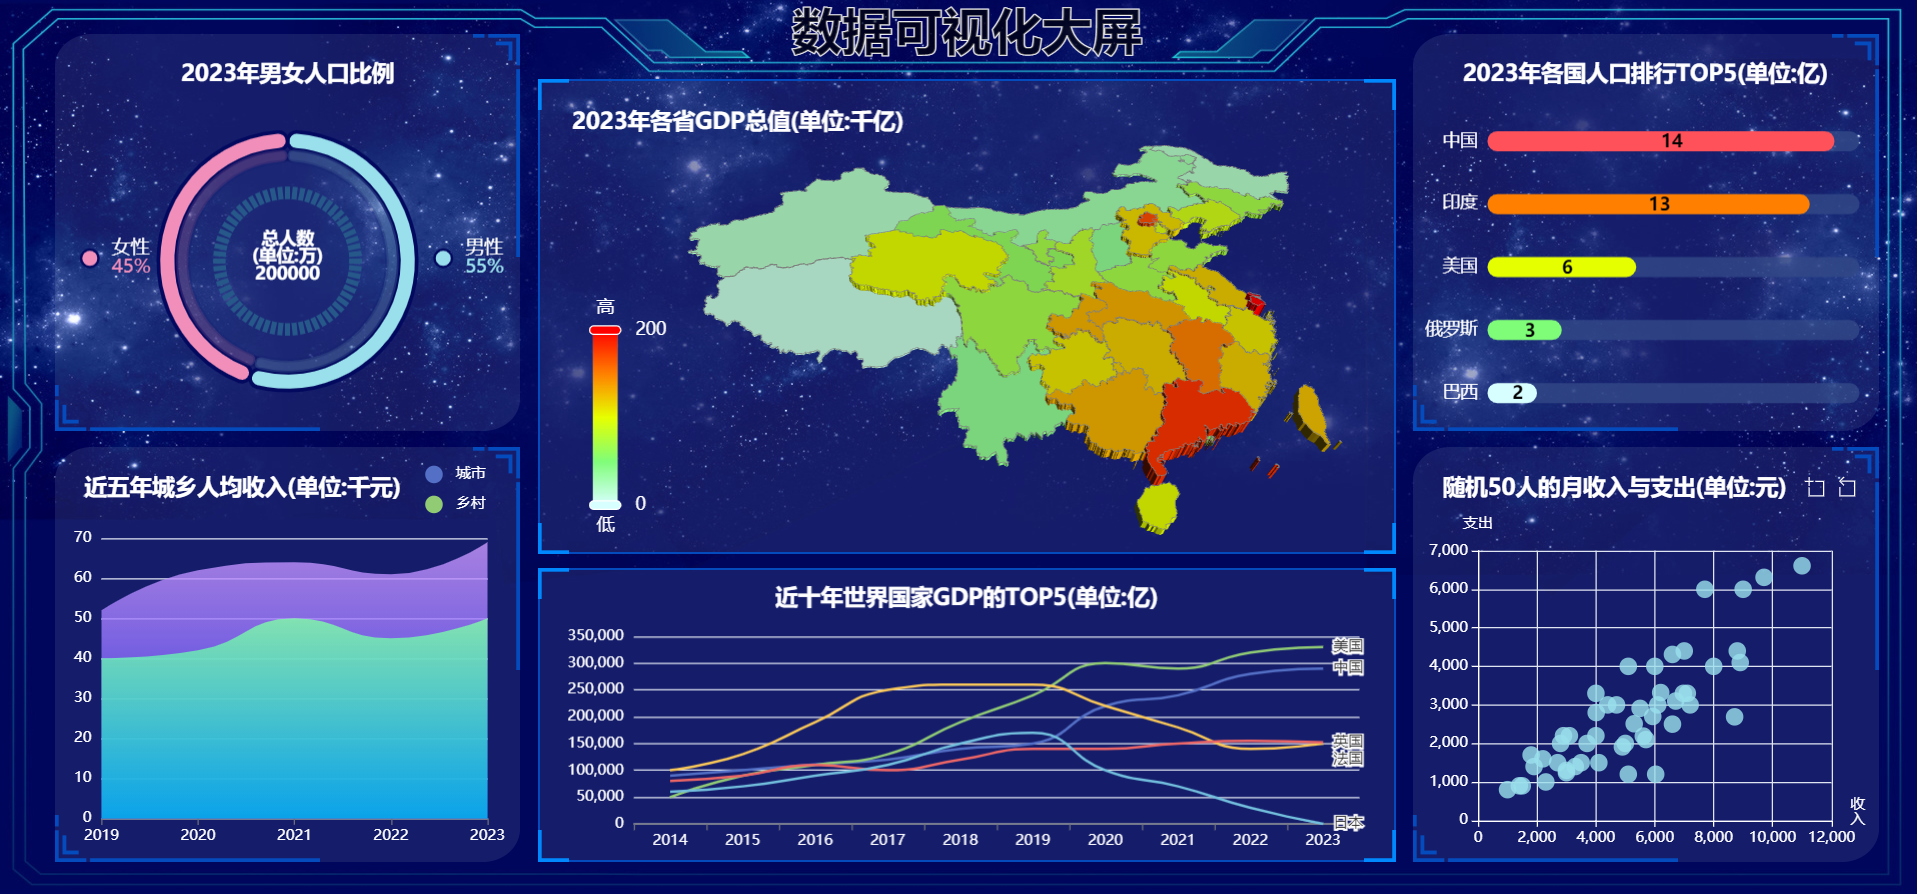 数据可视化大屏
2023年男女人口比例
女性
45%
总人数
(单位:万)
200000
男性
55%
近五年城乡人均收入(单位:千元)
城市
乡村
70
60
50
40
30
20
10
0
2019 2020 2021 2022 2023
2023年各省GDP总值(单位:千亿)
高
200
0
低
近十年世界国家GDP的TOP5(单位:亿)
350,000
300,000
250,000
200,000
150,000
100,000
50,000
0
2014 2015 2016 2017 2018 2019 2020 2021 2022 2023
美国
中国
英国
法国
日本
2023年各国人口排行TOP5(单位:亿)
中国 14
印度 13
美国 6
俄罗斯 3
巴西 2
随机50人的月收入与支出(单位:元)
支出
7,000
6,000
5,000
4,000
3,000
2,000
1,000
0
0 2,000 4,000 6,000 8,000 10,000 12,000
收
入